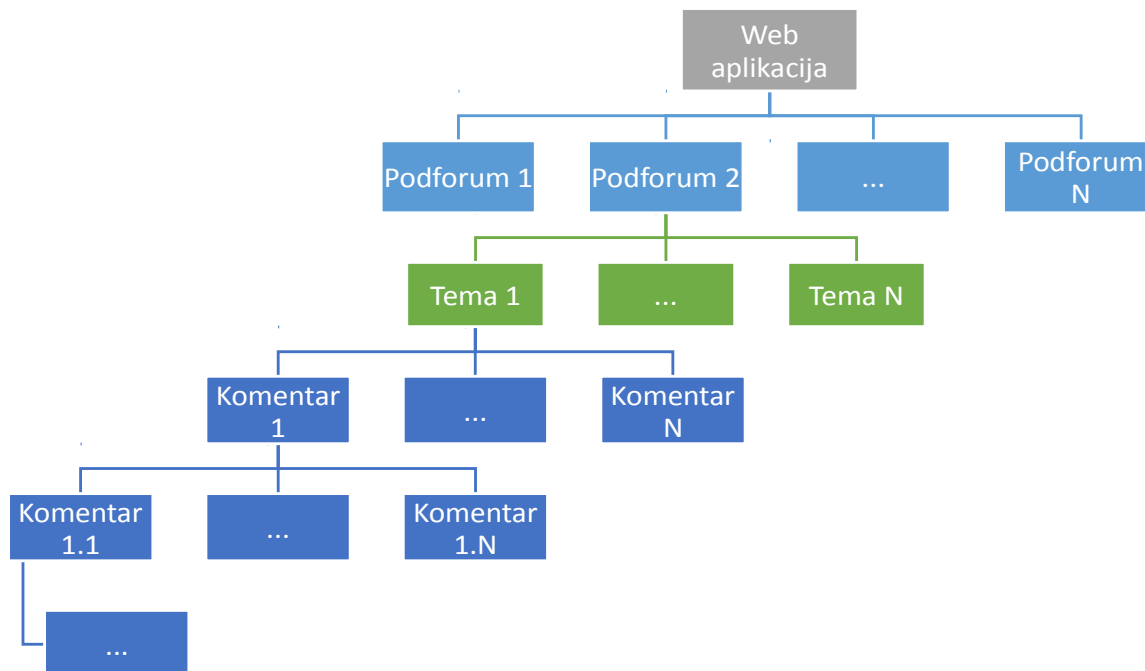 Web
aplikacija
Podforum 1
Podforum 2
...
Podforum
N
Tema 1
...
Tema N
Komentar
1
...
Komentar
N
Komentar
1.1
...
Komentar
1.N
...